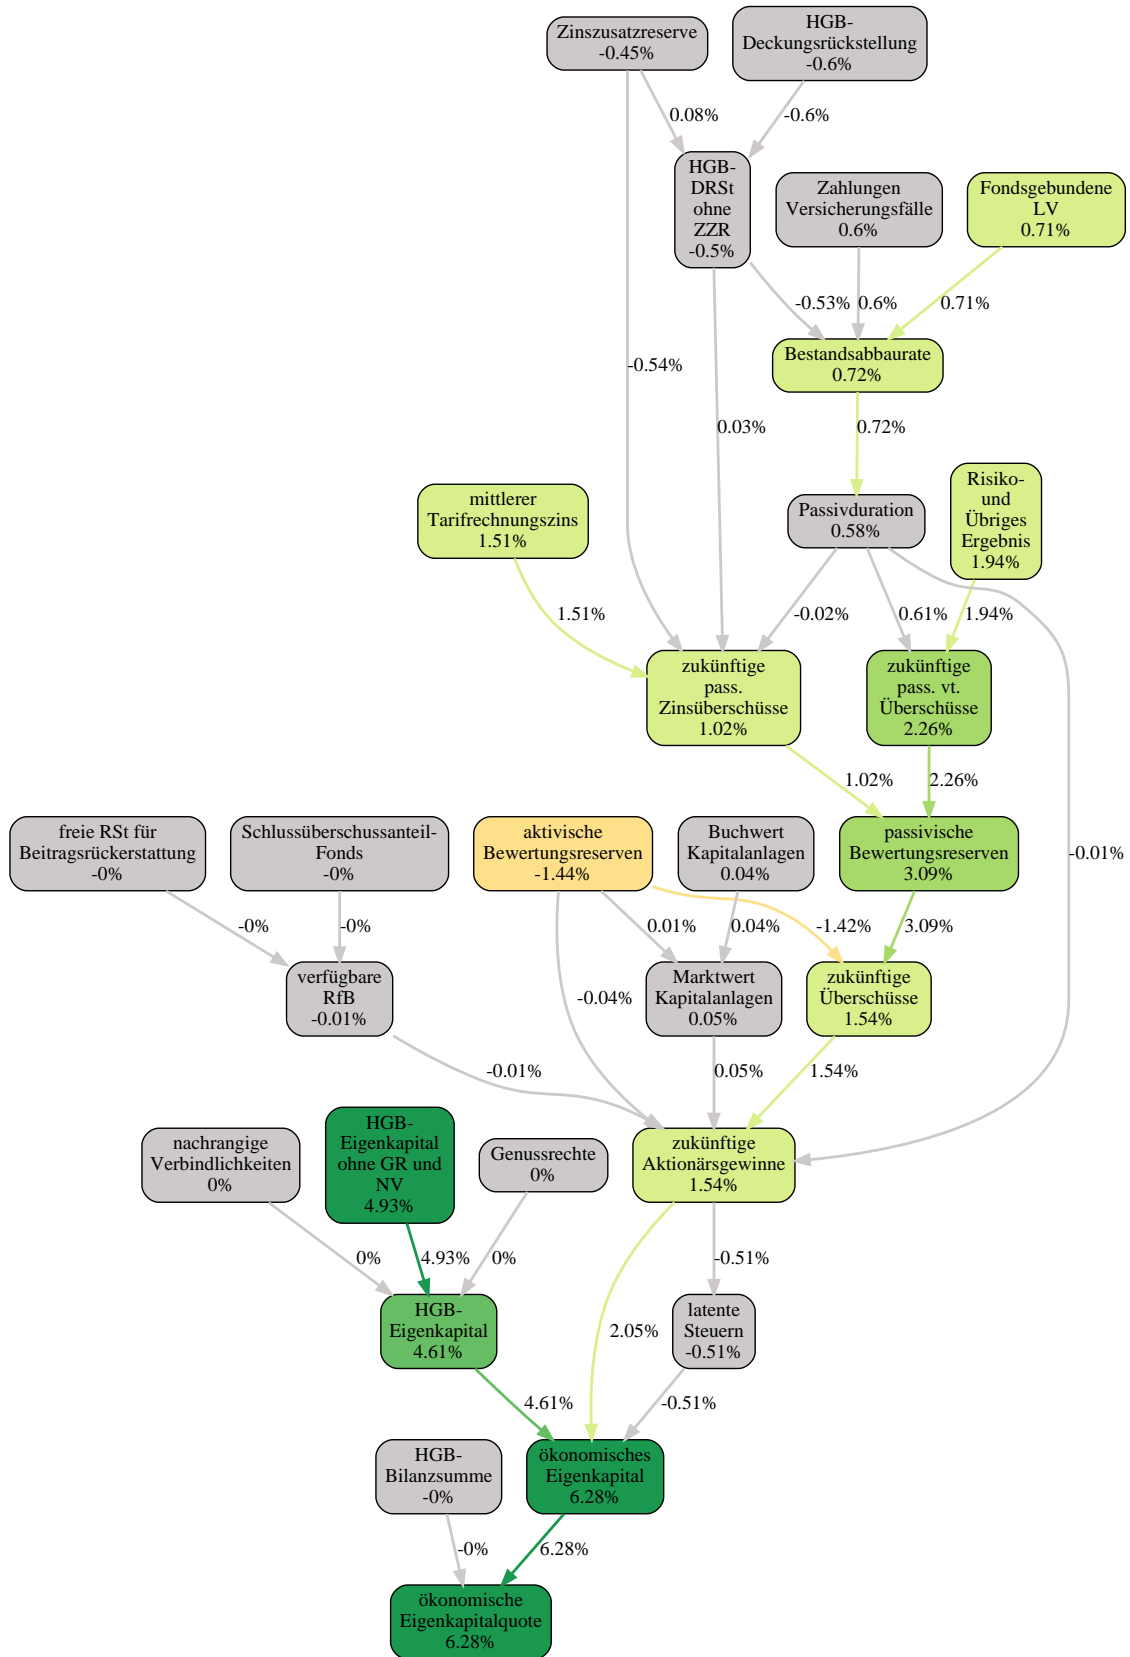 Zinszusatzreserve
-0.45%
HGB-
Deckungsrückstellung
-0.6%
0.08%
-0.6%
HGB-
DRSt
ohne
ZZR
-0.5%
Zahlungen
Versicherungsfälle
0.6%
Fondsgebundene
LV
0.71%
-0.53%
0.6%
0.71%
Bestandsabbaurate
0.72%
-0.54%
0.03%
0.72%
mittlerer
Tarifrechnungszins
1.51%
Passivduration
0.58%
Risiko-
und
Übriges
Ergebnis
1.94%
1.51%
-0.02%
0.61%
1.94%
zukünftige
pass.
Zinsüberschüsse
1.02%
zukünftige
pass. vt.
Überschüsse
2.26%
1.02%
2.26%
freie RSt für
Beitragsrückerstattung
-0%
Schlussüberschussanteil-
Fonds
-0%
aktivische
Bewertungsreserven
-1.44%
Buchwert
Kapitalanlagen
0.04%
passivische
Bewertungsreserven
3.09%
-0.01%
-0%
-0%
0.01%
0.04%
-1.42%
3.09%
verfügbare
RfB
-0.01%
-0.04%
Marktwert
Kapitalanlagen
0.05%
zukünftige
Überschüsse
1.54%
-0.01%
0.05%
1.54%
nachrangige
Verbindlichkeiten
0%
HGB-
Eigenkapital
ohne GR und
NV
4.93%
Genussrechte
0%
zukünftige
Aktionärsgewinne
1.54%
0%
4.93%
0%
-0.51%
HGB-
Eigenkapital
4.61%
2.05%
latente
Steuern
-0.51%
4.61%
-0.51%
HGB-
Bilanzsumme
-0%
ökonomisches
Eigenkapital
6.28%
-0%
6.28%
ökonomische
Eigenkapitalquote
6.28%